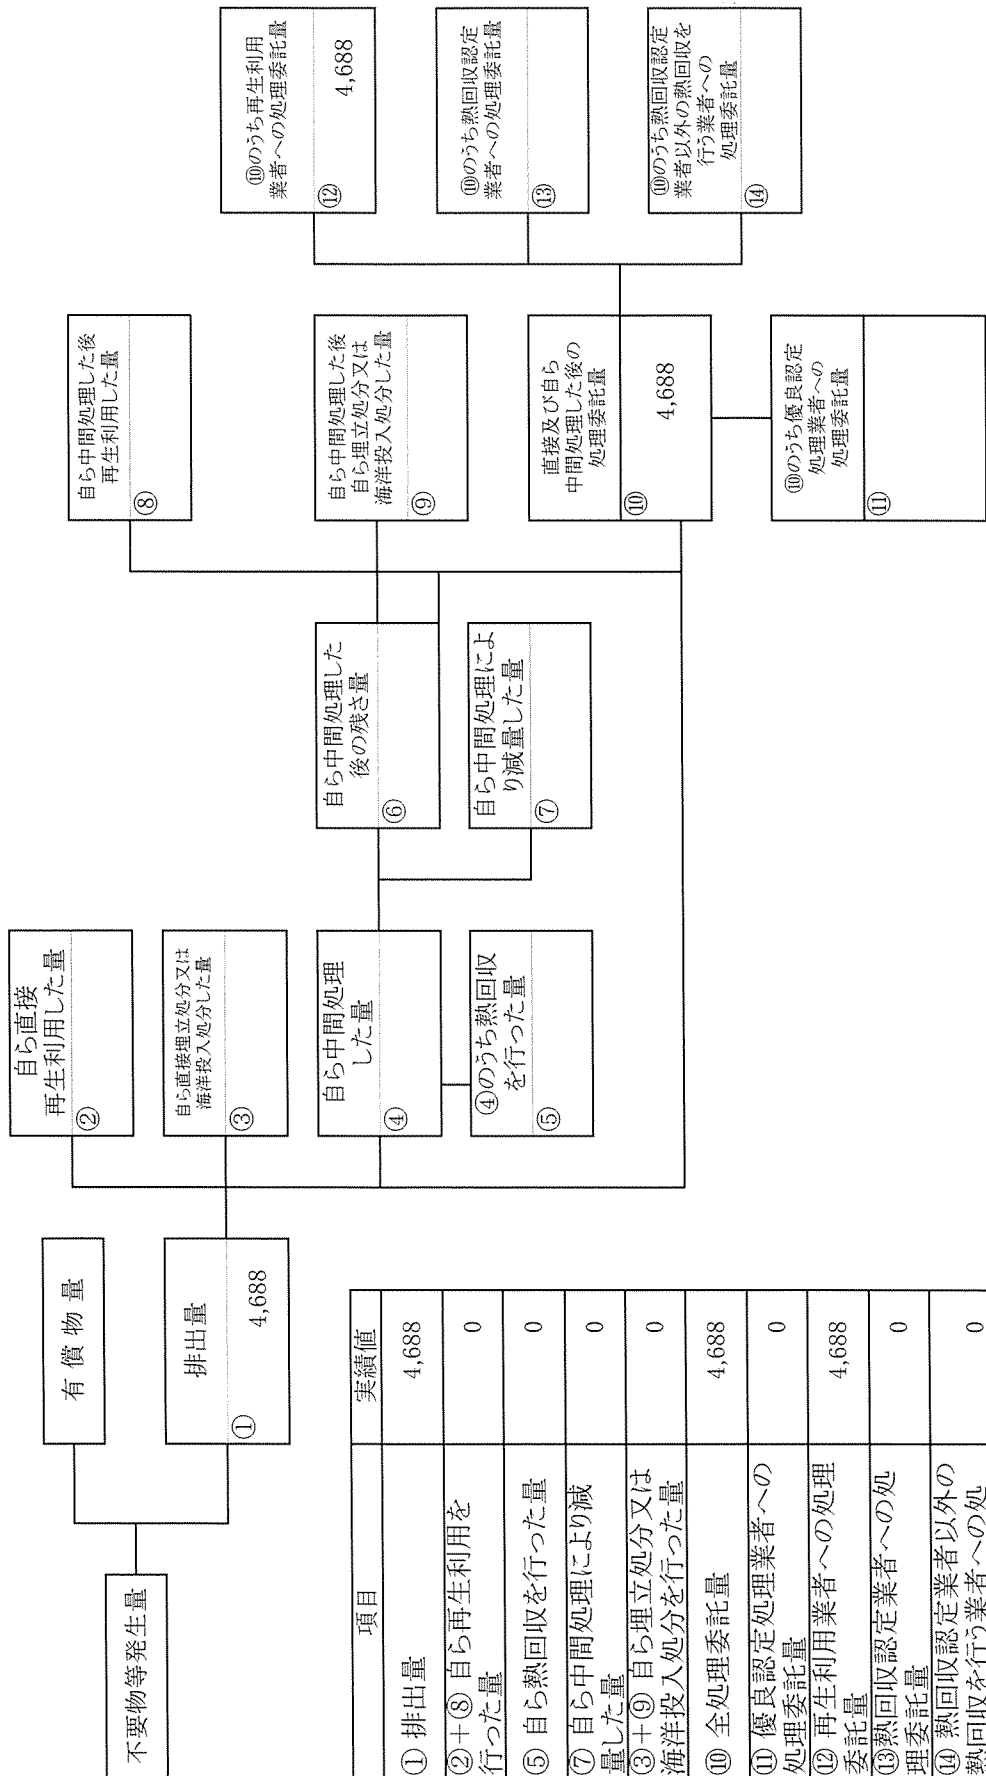 不要物等発生量
有償物量
排出量
①
4,688
自ら直接
再生利用した量
②
自ら直接埋立処分又は
海洋投入処分した量
③
自ら中間処理
した量
④
④のうち熱回収
を行った量
⑤
自ら中間処理した
後の残さ量
⑥
自ら中間処理によ
り減量した量
⑦
自ら中間処理した後
再生利用した量
⑧
自ら中間処理した後
自ら埋立処分又は
海洋投入処分した量
⑨
直接及び自ら
中間処理した後の
処理委託量
⑩
4,688
⑩のうち優良認定
処理業者への
処理委託量
⑪
⑩のうち再生利用
業者への処理委託量
⑫
4,688
⑩のうち熱回収認定
業者への処理委託量
⑬
⑩のうち熱回収認定
業者以外の熱回収を
行う業者への
処理委託量
⑭
項目 実績値
① 排出量 4,688
②+⑧ 自ら再生利用を
行った量 0
⑤ 自ら熱回収を行った量 0
⑦ 自ら中間処理により減
量した量 0
③+⑨ 自ら埋立処分又は
海洋投入処分を行った量 0
⑩ 全処理委託量 4,688
⑪ 優良認定処理業者への
処理委託量 0
⑫ 再生利用業者への処理
委託量 4,688
⑬熱回収認定業者への処
理委託量 0
⑭ 熱回収認定業者以外の
熱回収を行う業者への処 0